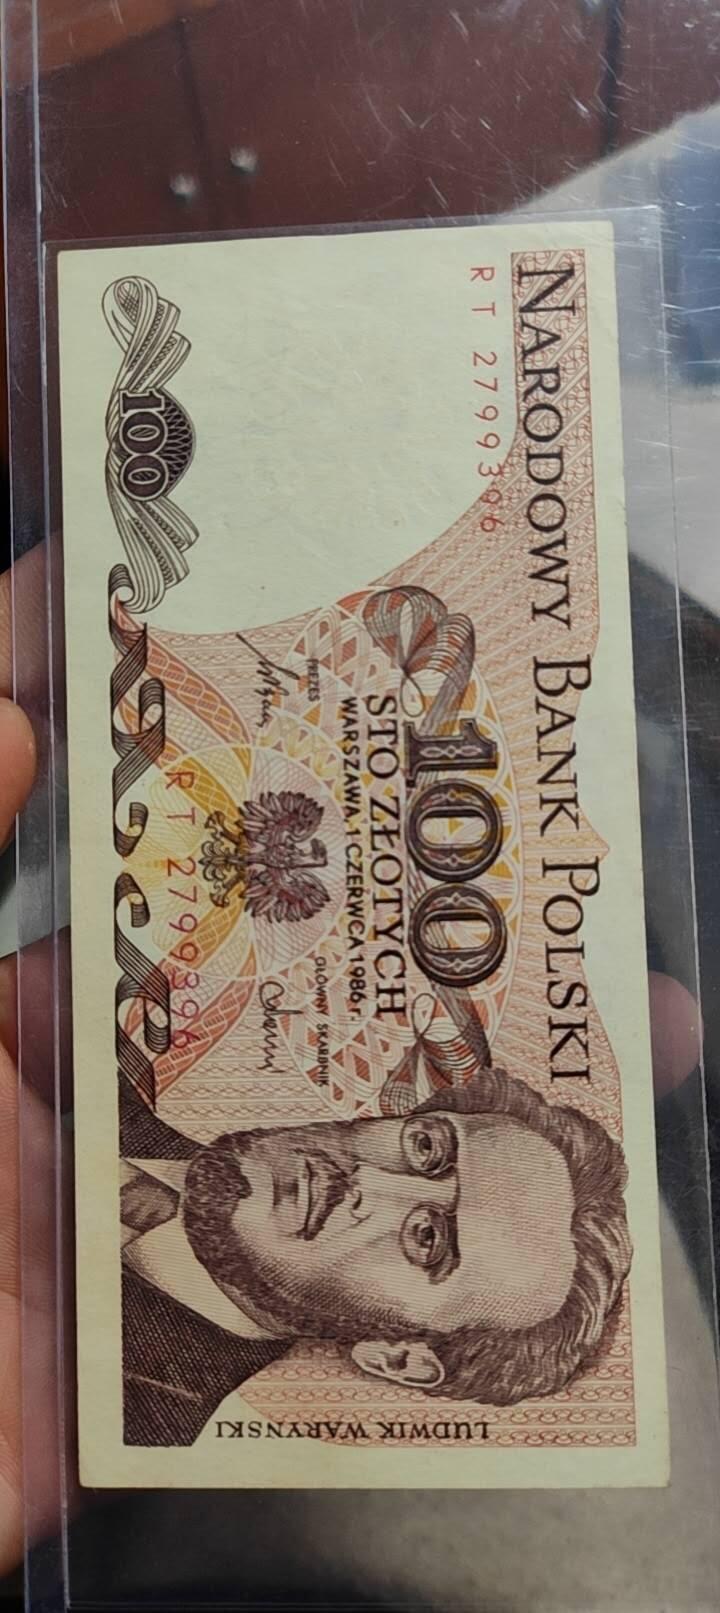 NARODOWY BANK POLSKI
RT 2799396
100
STO ZŁOTYCH
WARSZAWA 1 CZERWCA 1986 r.
PREZES
GŁÓWNY SKARBNIK
RT 2799396
100
LUDWIK WARYŃSKI